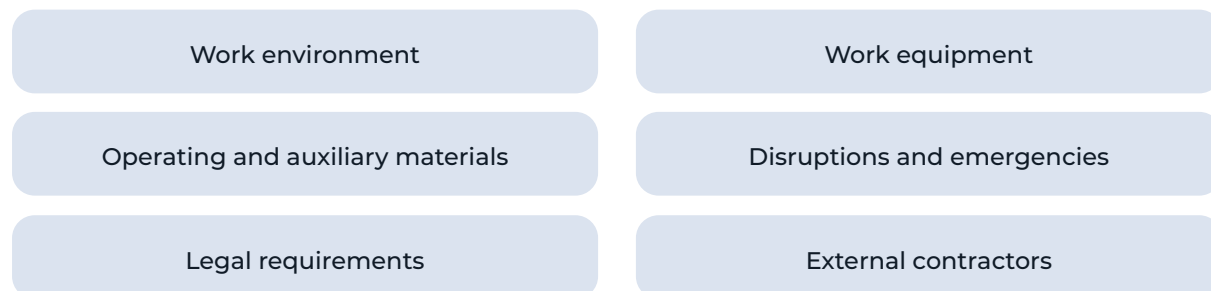 Work environment
Work equipment
Operating and auxiliary materials
Disruptions and emergencies
Legal requirements
External contractors